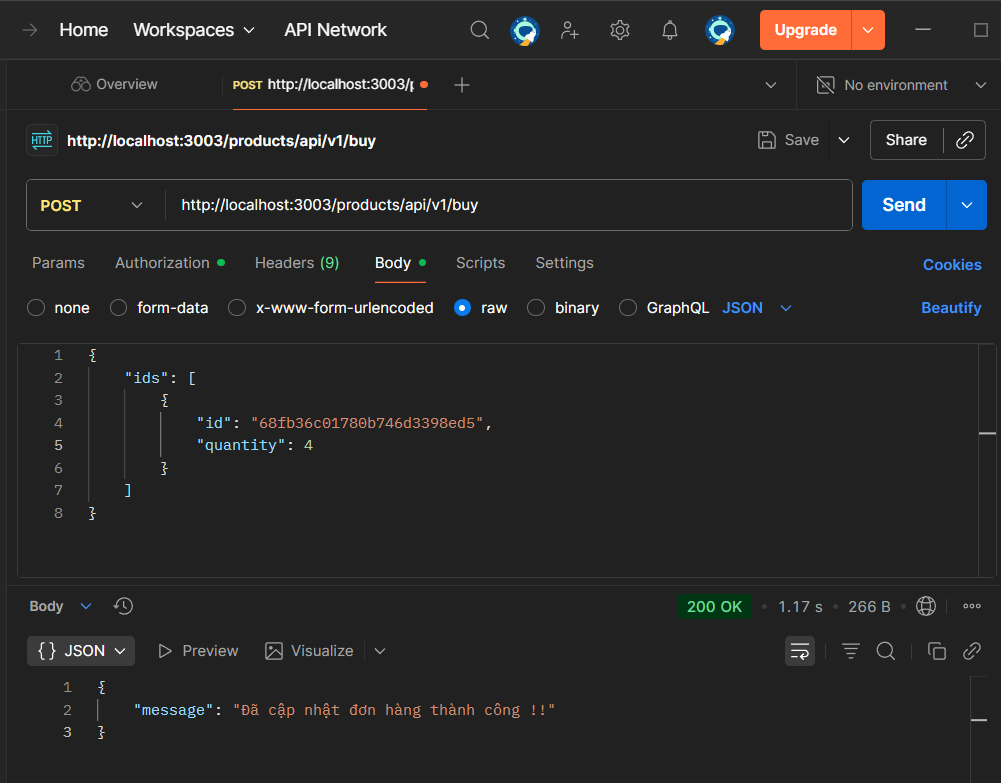 Home Workspaces API Network Upgrade
Overview POST http://localhost:3003/p No environment
HTTP http://localhost:3003/products/api/v1/buy Save Share
POST http://localhost:3003/products/api/v1/buy Send
Params Authorization Headers (9) Body Scripts Settings Cookies
none form-data x-www-form-urlencoded raw binary GraphQL JSON Beautify
1 {
2 "ids": [
3 {
4 "id": "68fb36c01780b746d3398ed5",
5 "quantity": 4
6 }
7 ]
8 }
Body 200 OK 1.17 s 266 B
{} JSON Preview Visualize
1 {
2 "message": "Đã cập nhật đơn hàng thành công !!"
3 }